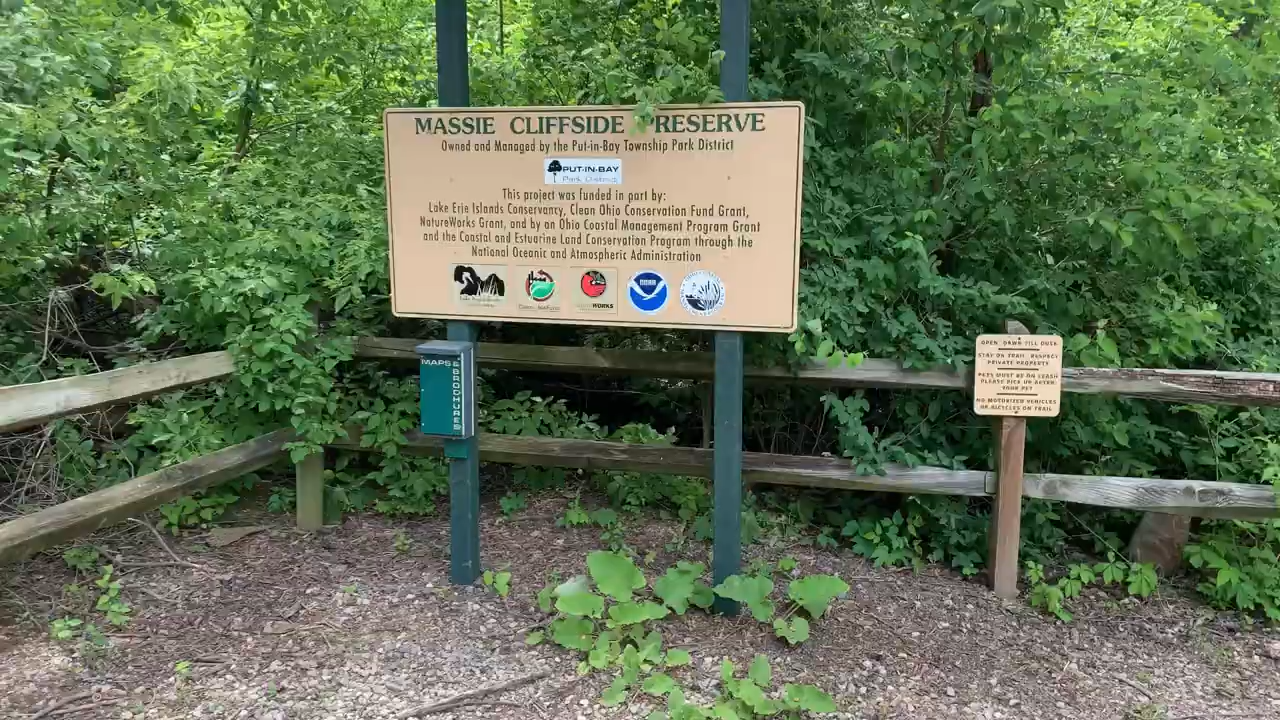 MASSIE CLIFFSIDE PRESERVE
Owned and Managed by the Put-in-Bay Township Park District
PUT-IN-BAY
Park District
This project was funded in part by:
Lake Erie Islands Conservancy, Clean Ohio Conservation Fund Grant,
NatureWorks Grant, and by an Ohio Coastal Management Program Grant
and the Coastal and Estuarine Land Conservation Program through the
National Oceanic and Atmospheric Administration
WORKS
MAPS
& BROCHURES
OPEN DAWN TILL DUSK
STAY ON TRAIL, RESPECT
PRIVATE PROPERTY
PETS MUST BE ON LEASH
PLEASE PICK UP AFTER
YOUR PET
NO MOTORIZED VEHICLES
OR BICYCLES ON TRAIL